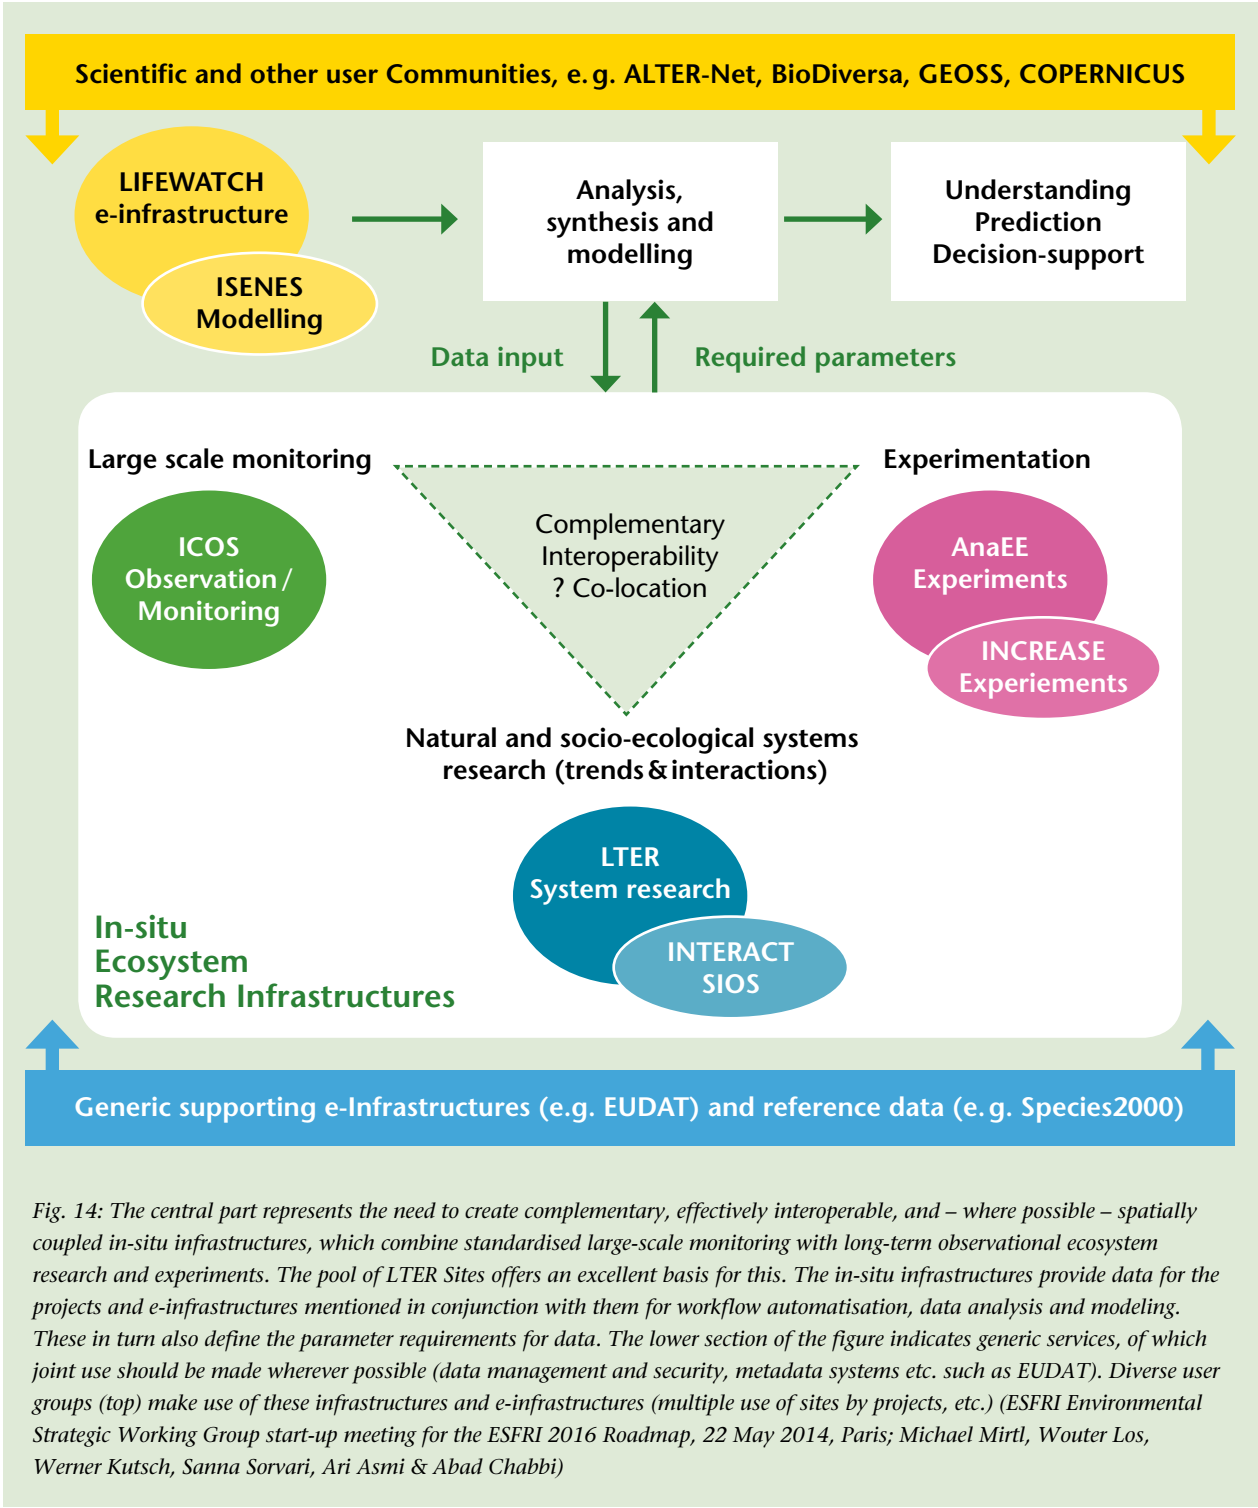 Scientific and other user Communities, e. g. ALTER-Net, BioDiversa, GEOSS, COPERNICUS
LIFEWATCH
e-infrastructure
ISENES
Modelling
Analysis,
synthesis and
modelling
Understanding
Prediction
Decision-support
Data input
Required parameters
Large scale monitoring
Experimentation
ICOS
Observation /
Monitoring
Complementary
Interoperability
? Co-location
AnaEE
Experiments
INCREASE
Experiements
Natural and socio-ecological systems
research (trends & interactions)
LTER
System research
INTERACT
SIOS
In-situ
Ecosystem
Research Infrastructures
Generic supporting e-Infrastructures (e.g. EUDAT) and reference data (e. g. Species2000)
Fig. 14: The central part represents the need to create complementary, effectively interoperable, and – where possible – spatially
coupled in-situ infrastructures, which combine standardised large-scale monitoring with long-term observational ecosystem
research and experiments. The pool of LTER Sites offers an excellent basis for this. The in-situ infrastructures provide data for the
projects and e-infrastructures mentioned in conjunction with them for workflow automatisation, data analysis and modeling.
These in turn also define the parameter requirements for data. The lower section of the figure indicates generic services, of which
joint use should be made wherever possible (data management and security, metadata systems etc. such as EUDAT). Diverse user
groups (top) make use of these infrastructures and e-infrastructures (multiple use of sites by projects, etc.) (ESFRI Environmental
Strategic Working Group start-up meeting for the ESFRI 2016 Roadmap, 22 May 2014, Paris; Michael Mirtl, Wouter Los,
Werner Kutsch, Sanna Sorvari, Ari Asmi & Abad Chabbi)